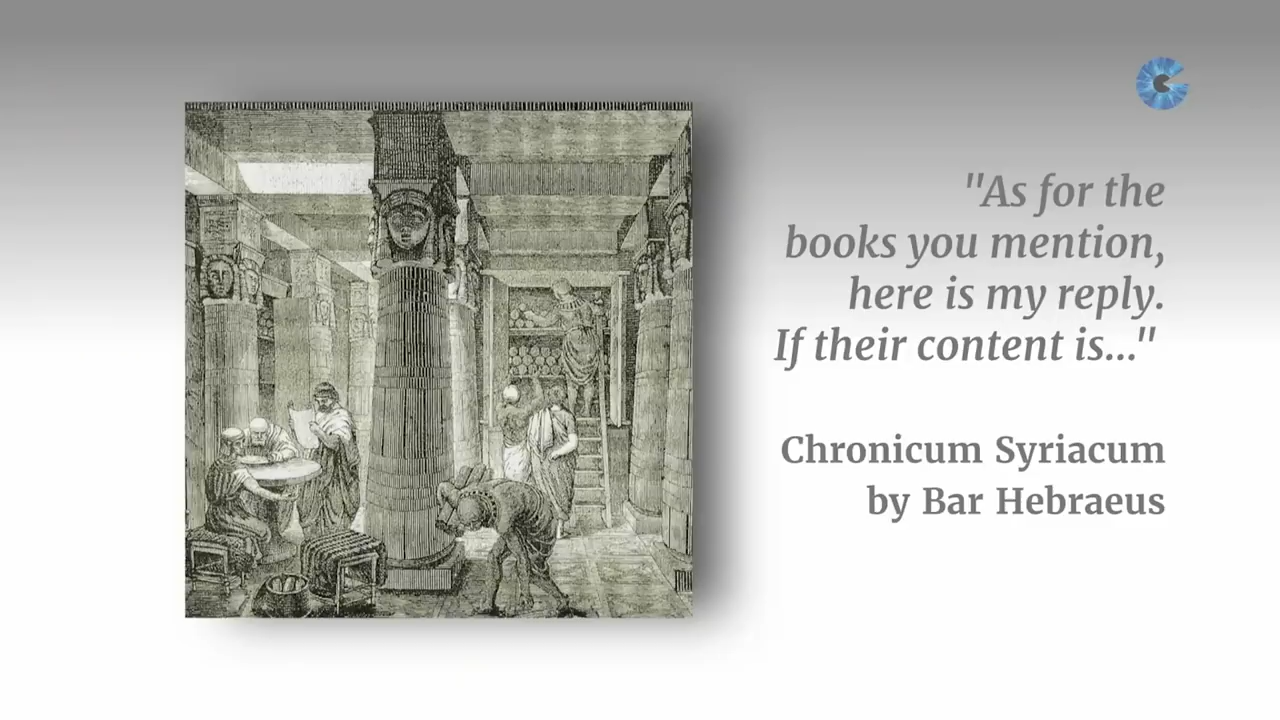 "As for the
books you mention,
here is my reply.
If their content is..."
Chronicum Syriacum
by Bar Hebraeus